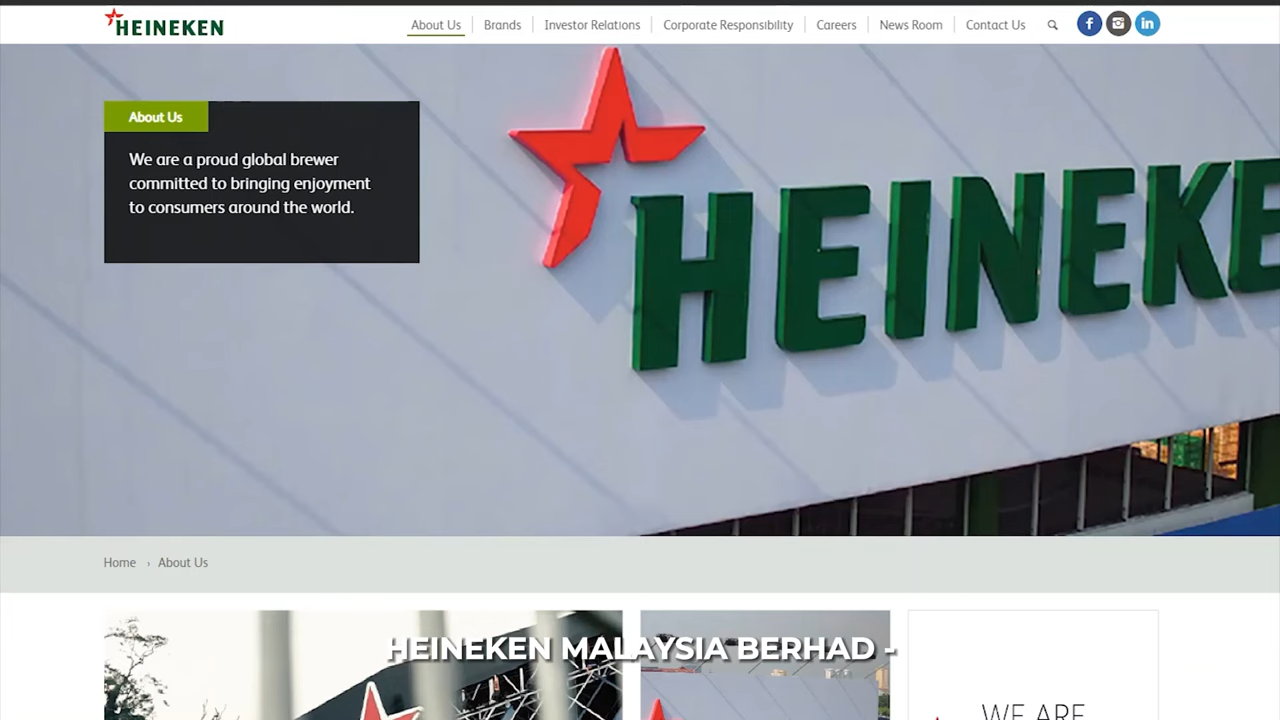 HEINEKEN
About Us
Brands
Investor Relations
Corporate Responsibility
Careers
News Room
Contact Us
About Us
We are a proud global brewer
committed to bringing enjoyment
to consumers around the world.
HEINEKE
Home › About Us
HEINEKEN MALAYSIA BERHAD -
WE ARE